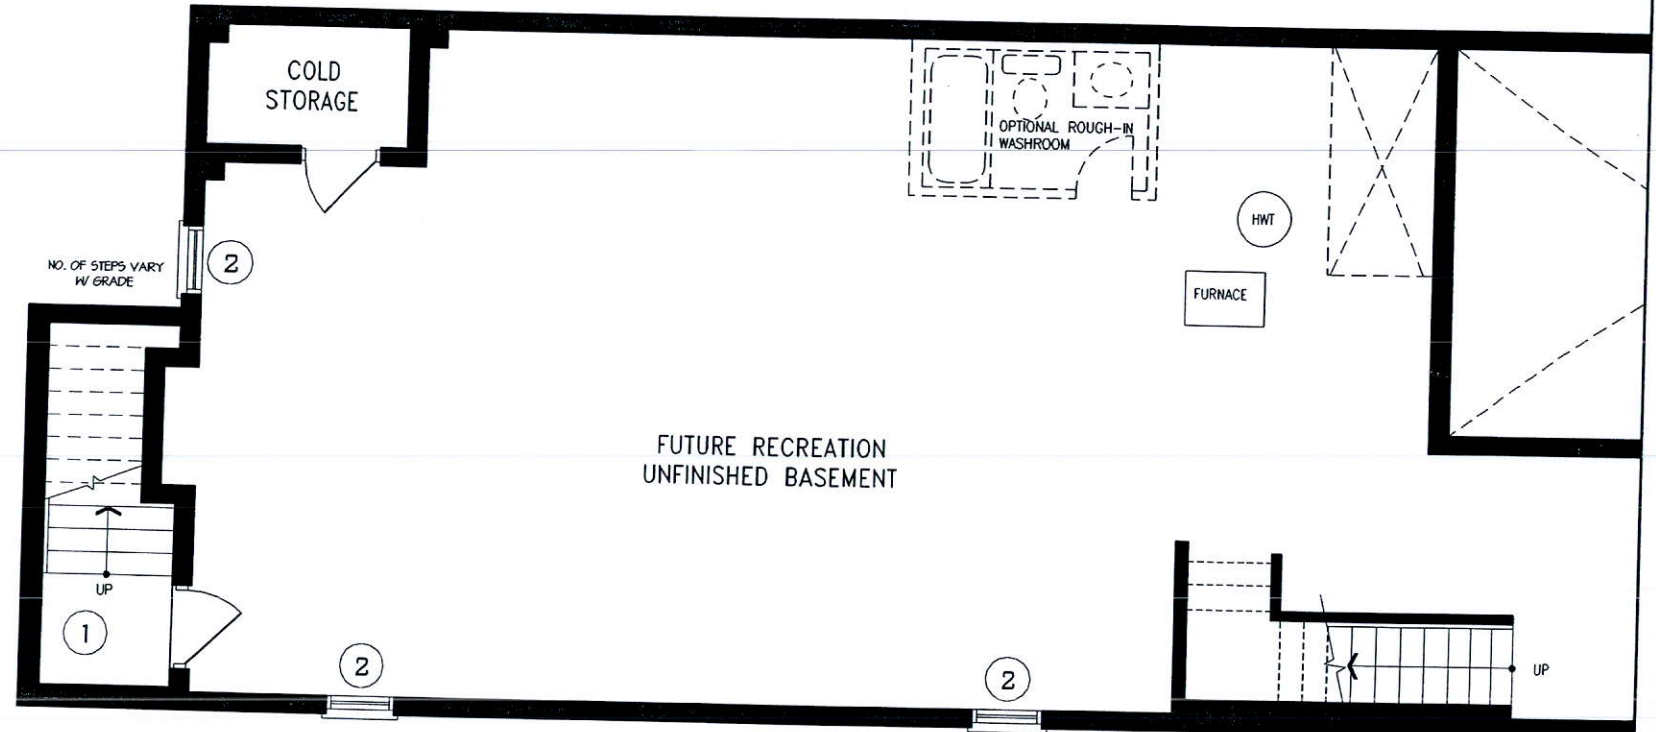 COLD
STORAGE
OPTIONAL ROUGH-IN
WASHROOM
HWT
NO. OF STEPS VARY
W/ GRADE
2
FURNACE
FUTURE RECREATION
UNFINISHED BASEMENT
UP
1
2
2
UP